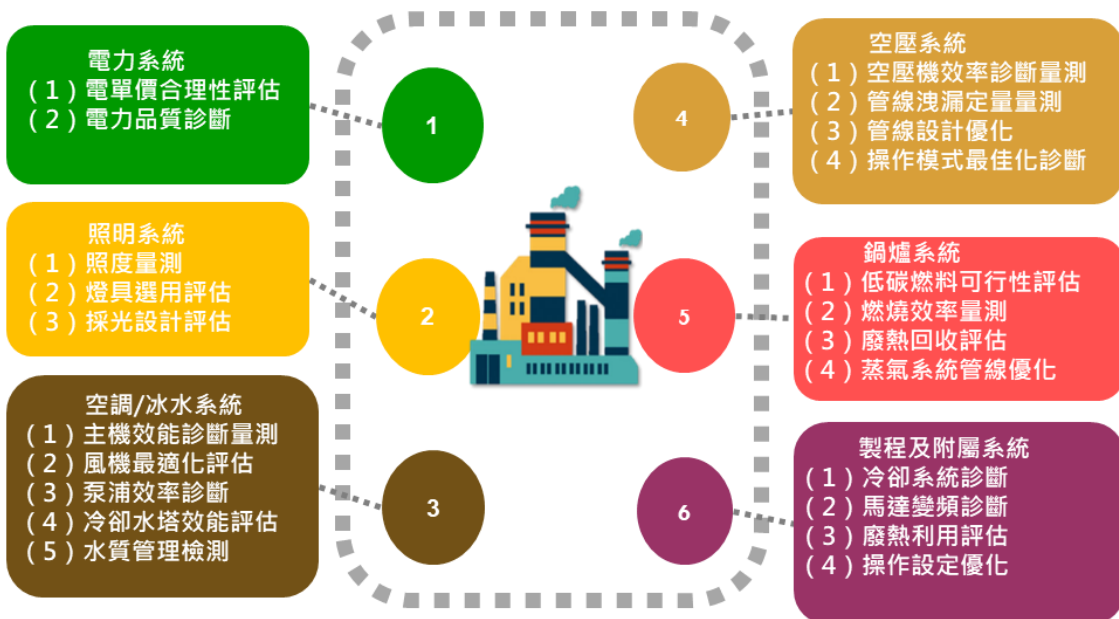 電力系統
（1）電單價合理性評估
（2）電力品質診斷
1
照明系統
（1）照度量測
（2）燈具選用評估
（3）採光設計評估
2
空調/冰水系統
（1）主機效能診斷量測
（2）風機最適化評估
（3）泵浦效率診斷
（4）冷卻水塔效能評估
（5）水質管理檢測
3
空壓系統
（1）空壓機效率診斷量測
（2）管線洩漏定量量測
（3）管線設計優化
（4）操作模式最佳化診斷
4
鍋爐系統
（1）低碳燃料可行性評估
（2）燃燒效率量測
（3）廢熱回收評估
（4）蒸氣系統管線優化
5
製程及附屬系統
（1）冷卻系統診斷
（2）馬達變頻診斷
（3）廢熱利用評估
（4）操作設定優化
6